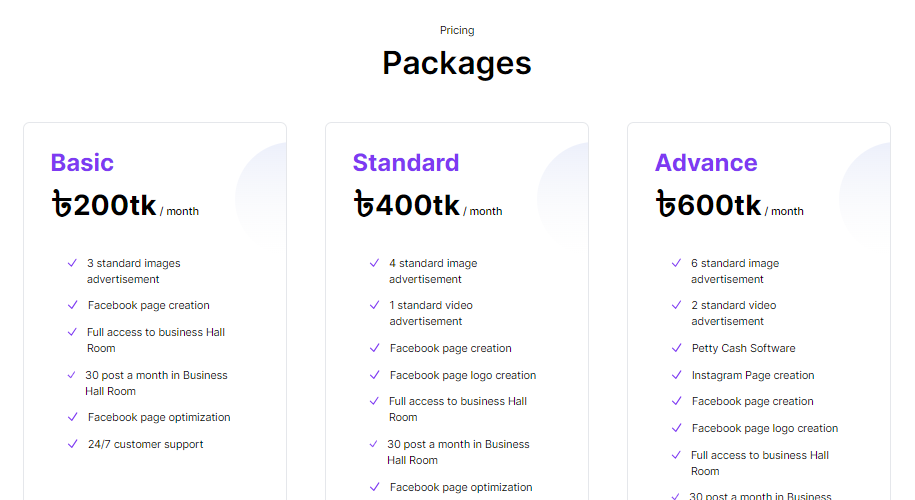 Pricing
Packages
Basic
৳200tk / month
3 standard images
advertisement
Facebook page creation
Full access to business Hall
Room
30 post a month in Business
Hall Room
Facebook page optimization
24/7 customer support
Standard
৳400tk / month
4 standard image
advertisement
1 standard video
advertisement
Facebook page creation
Facebook page logo creation
Full access to business Hall
Room
30 post a month in Business
Hall Room
Facebook page optimization
Advance
৳600tk / month
6 standard image
advertisement
2 standard video
advertisement
Petty Cash Software
Instagram Page creation
Facebook page creation
Facebook page logo creation
Full access to business Hall
Room
30 post a month in Business